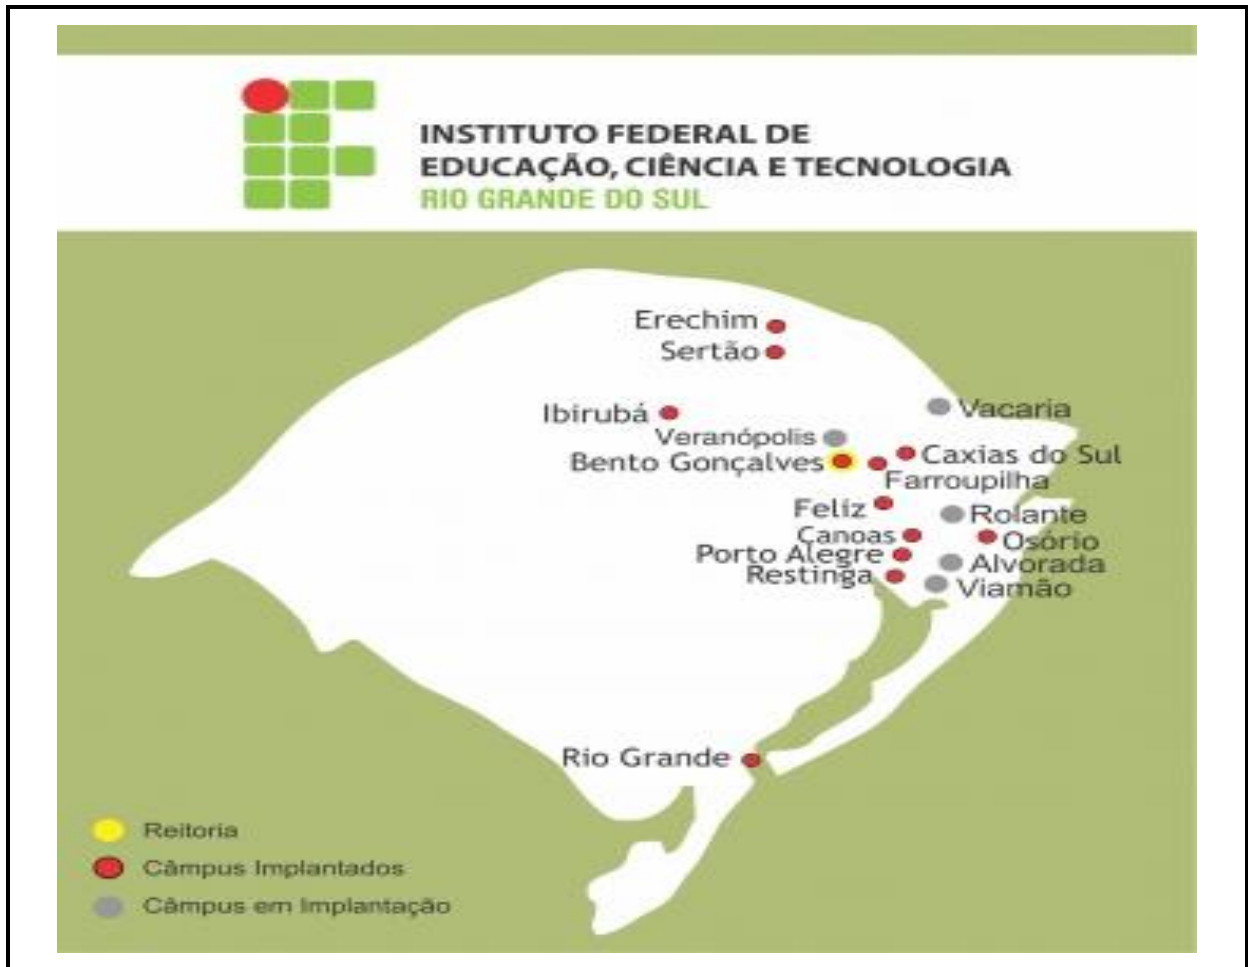 INSTITUTO FEDERAL DE
EDUCAÇÃO, CIÊNCIA E TECNOLOGIA
RIO GRANDE DO SUL
Erechim
Sertão
Ibirubá
Vacaria
Veranópolis
Bento Gonçalves
Caxias do Sul
Farroupilha
Feliz
Rolante
Canoas
Osório
Porto Alegre
Alvorada
Restinga
Viamão
Rio Grande
Reitoria
Câmpus Implantados
Câmpus em Implantação